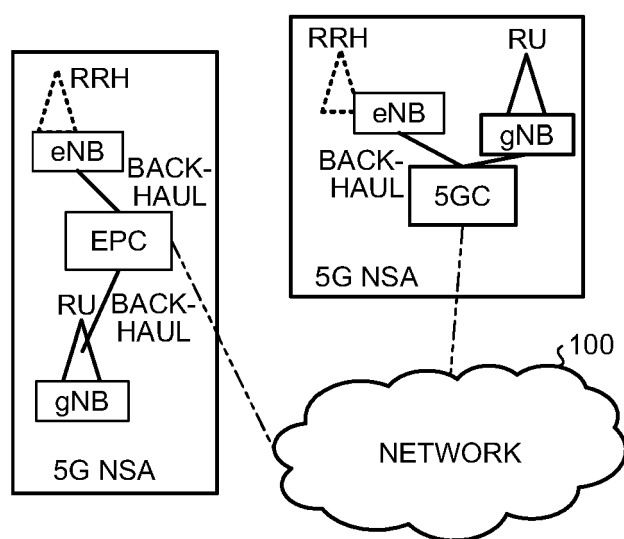 RRH
eNB
BACK-
HAUL
EPC
RU
BACK-
HAUL
gNB
5G NSA
RRH
RU
eNB
gNB
BACK-
HAUL
5GC
5G NSA
100
NETWORK